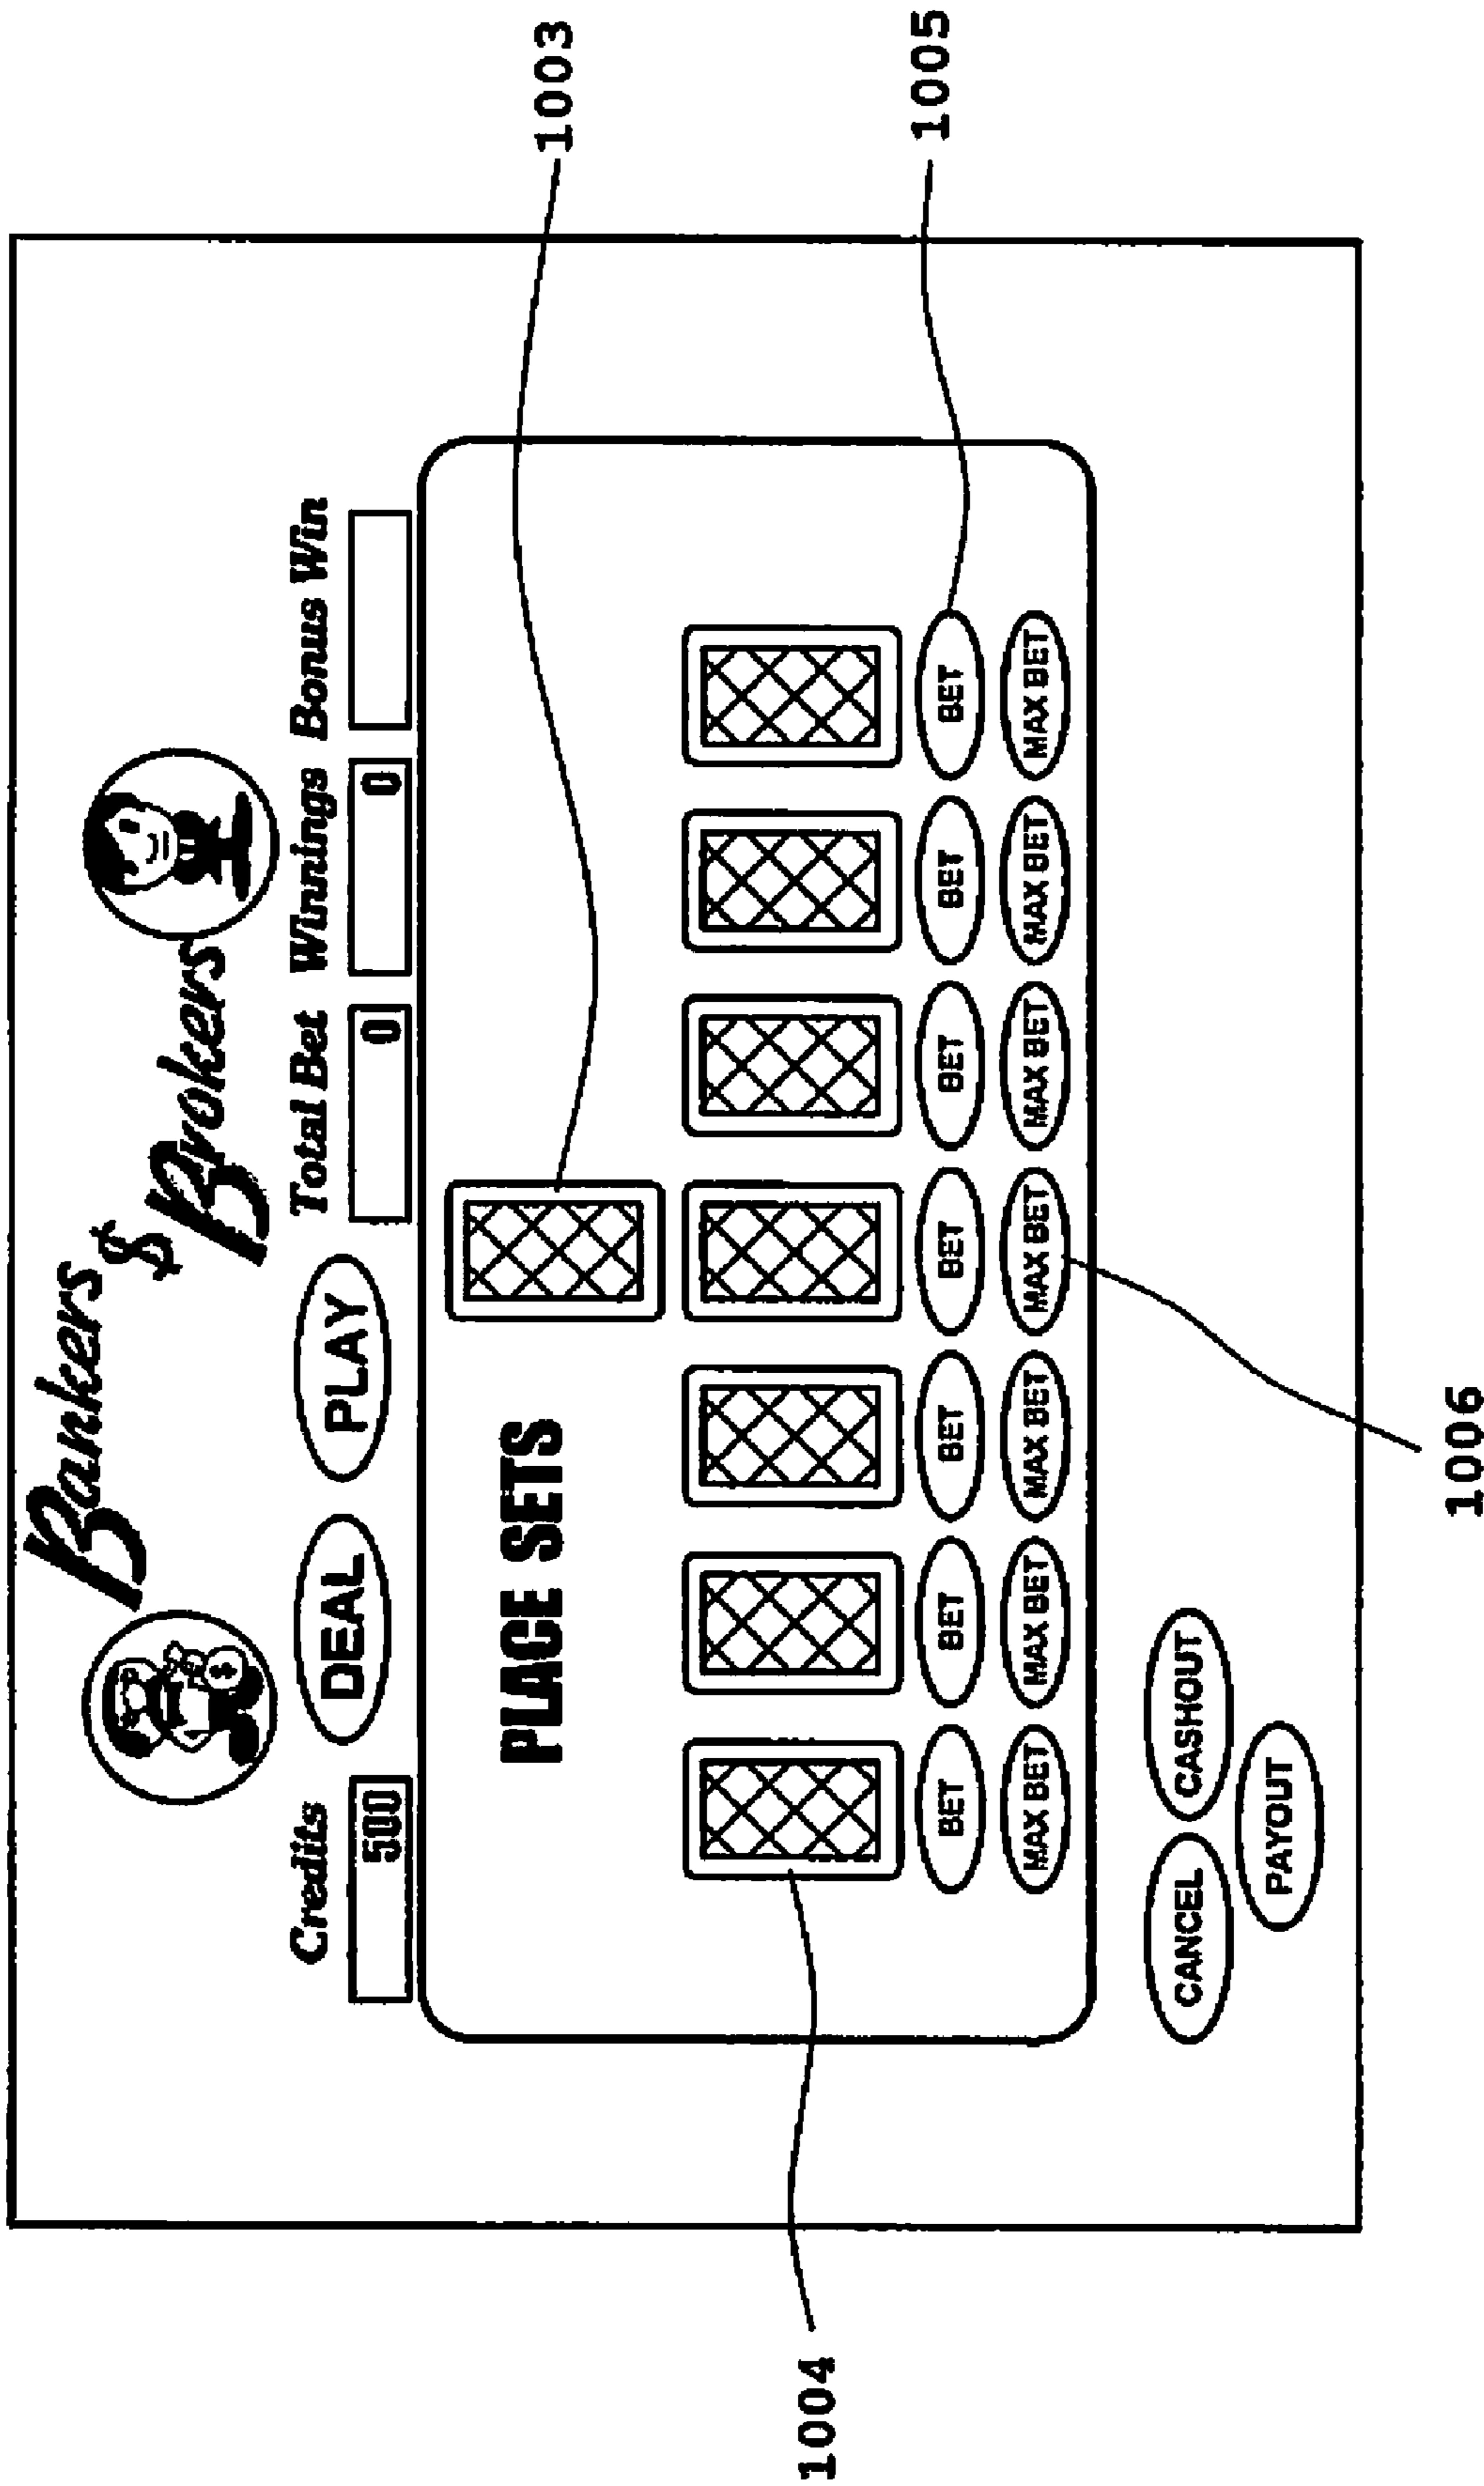 Bankers &
Brokers
Credits
DEAL
PLAY
Total Bet
Winnings
Bonus Win
500
0
0
PLACE SETS
1003
1004
BET BET BET BET BET BET BET
1005
MAX BET MAX BET MAX BET MAX BET MAX BET MAX BET MAX BET
1006
CANCEL CASHOUT
PAYOUT
$